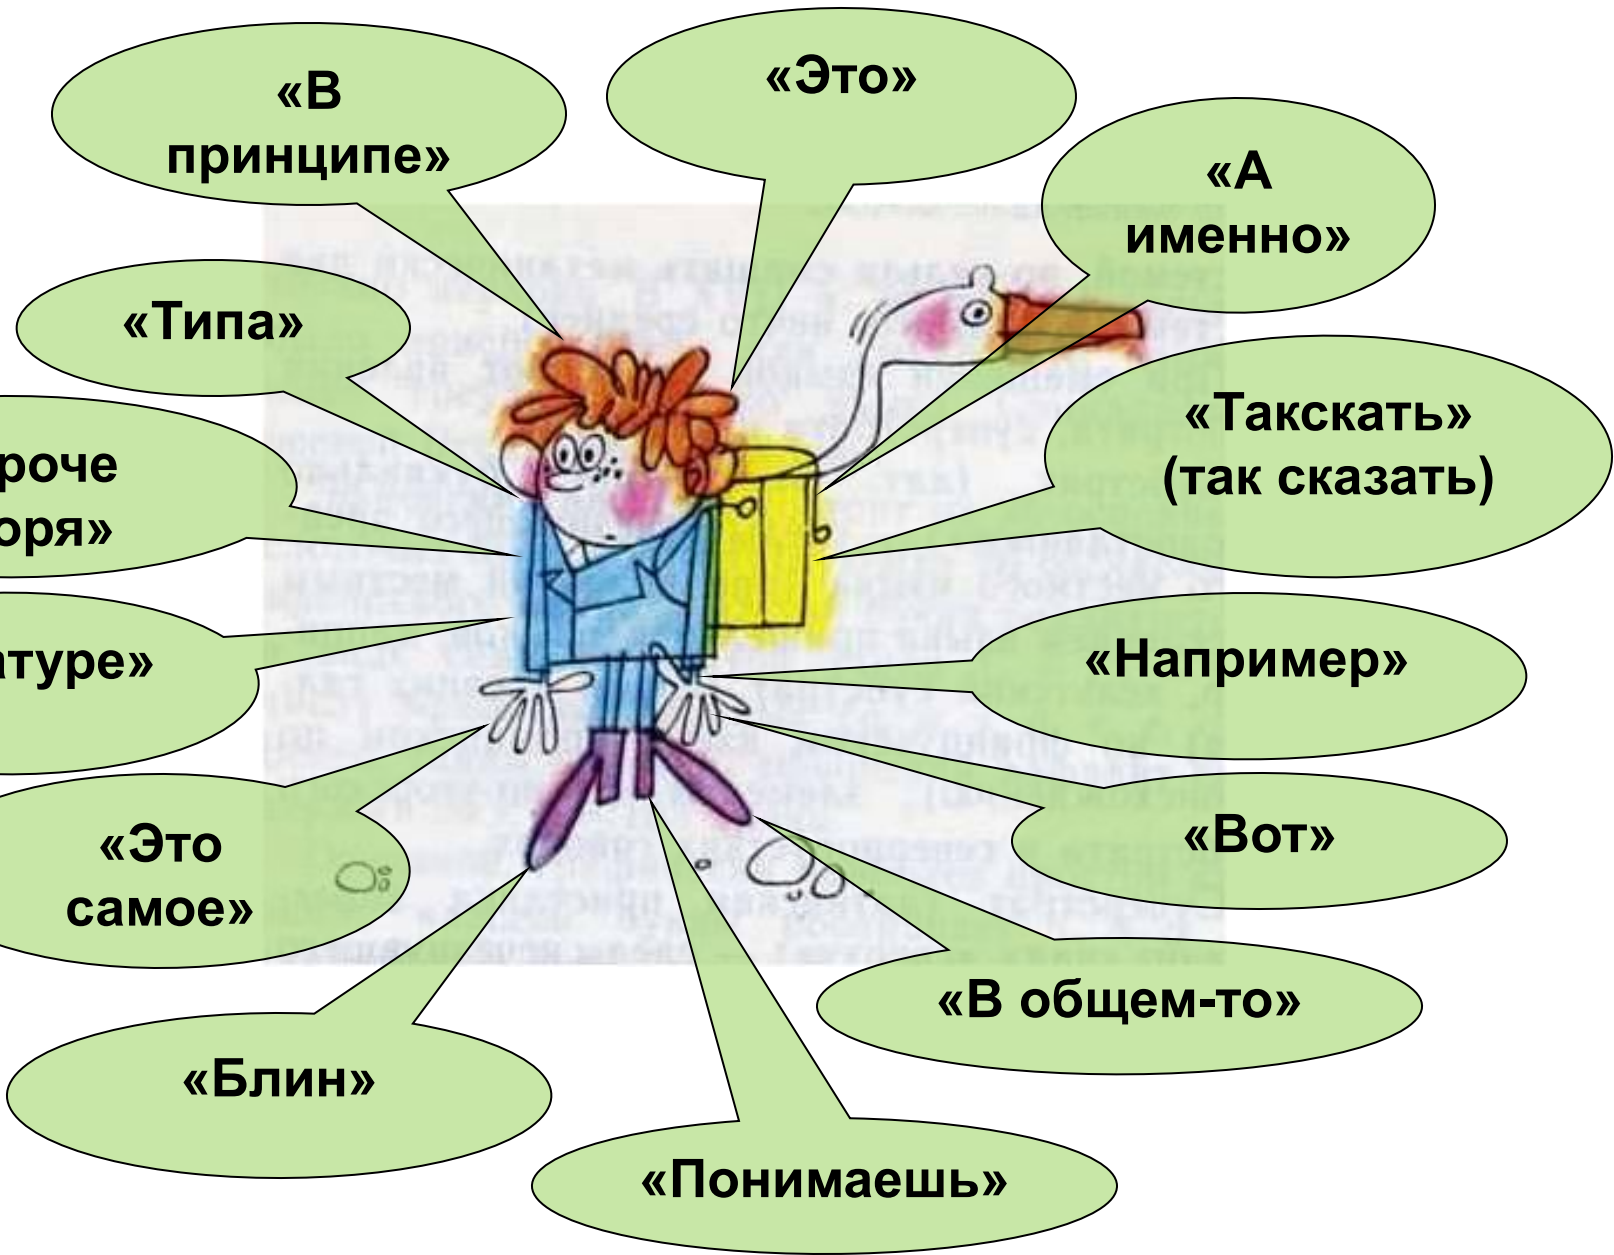 «В
принципе»
«Это»
«А
именно»
«Типа»
«Такскать»
(так сказать)
роче
оря»
«Например»
атуре»
«Вот»
«Это
самое»
«В общем-то»
«Блин»
«Понимаешь»